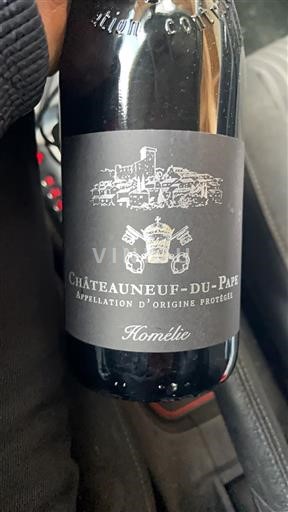 CHÂTEAUNEUF-DU-PAPE
APPELLATION D'ORIGINE PROTÉGÉE
Homélie